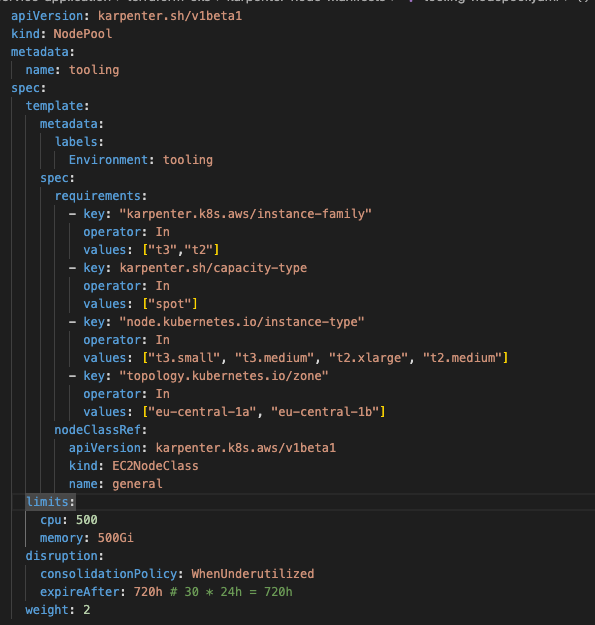 apiVersion: karpenter.sh/v1beta1
kind: NodePool
metadata:
  name: tooling
spec:
  template:
    metadata:
      labels:
        Environment: tooling
    spec:
      requirements:
        - key: "karpenter.k8s.aws/instance-family"
          operator: In
          values: ["t3","t2"]
        - key: karpenter.sh/capacity-type
          operator: In
          values: ["spot"]
        - key: "node.kubernetes.io/instance-type"
          operator: In
          values: ["t3.small", "t3.medium", "t2.xlarge", "t2.medium"]
        - key: "topology.kubernetes.io/zone"
          operator: In
          values: ["eu-central-1a", "eu-central-1b"]
      nodeClassRef:
        apiVersion: karpenter.k8s.aws/v1beta1
        kind: EC2NodeClass
        name: general
  limits:
    cpu: 500
    memory: 500Gi
  disruption:
    consolidationPolicy: WhenUnderutilized
    expireAfter: 720h # 30 * 24h = 720h
  weight: 2